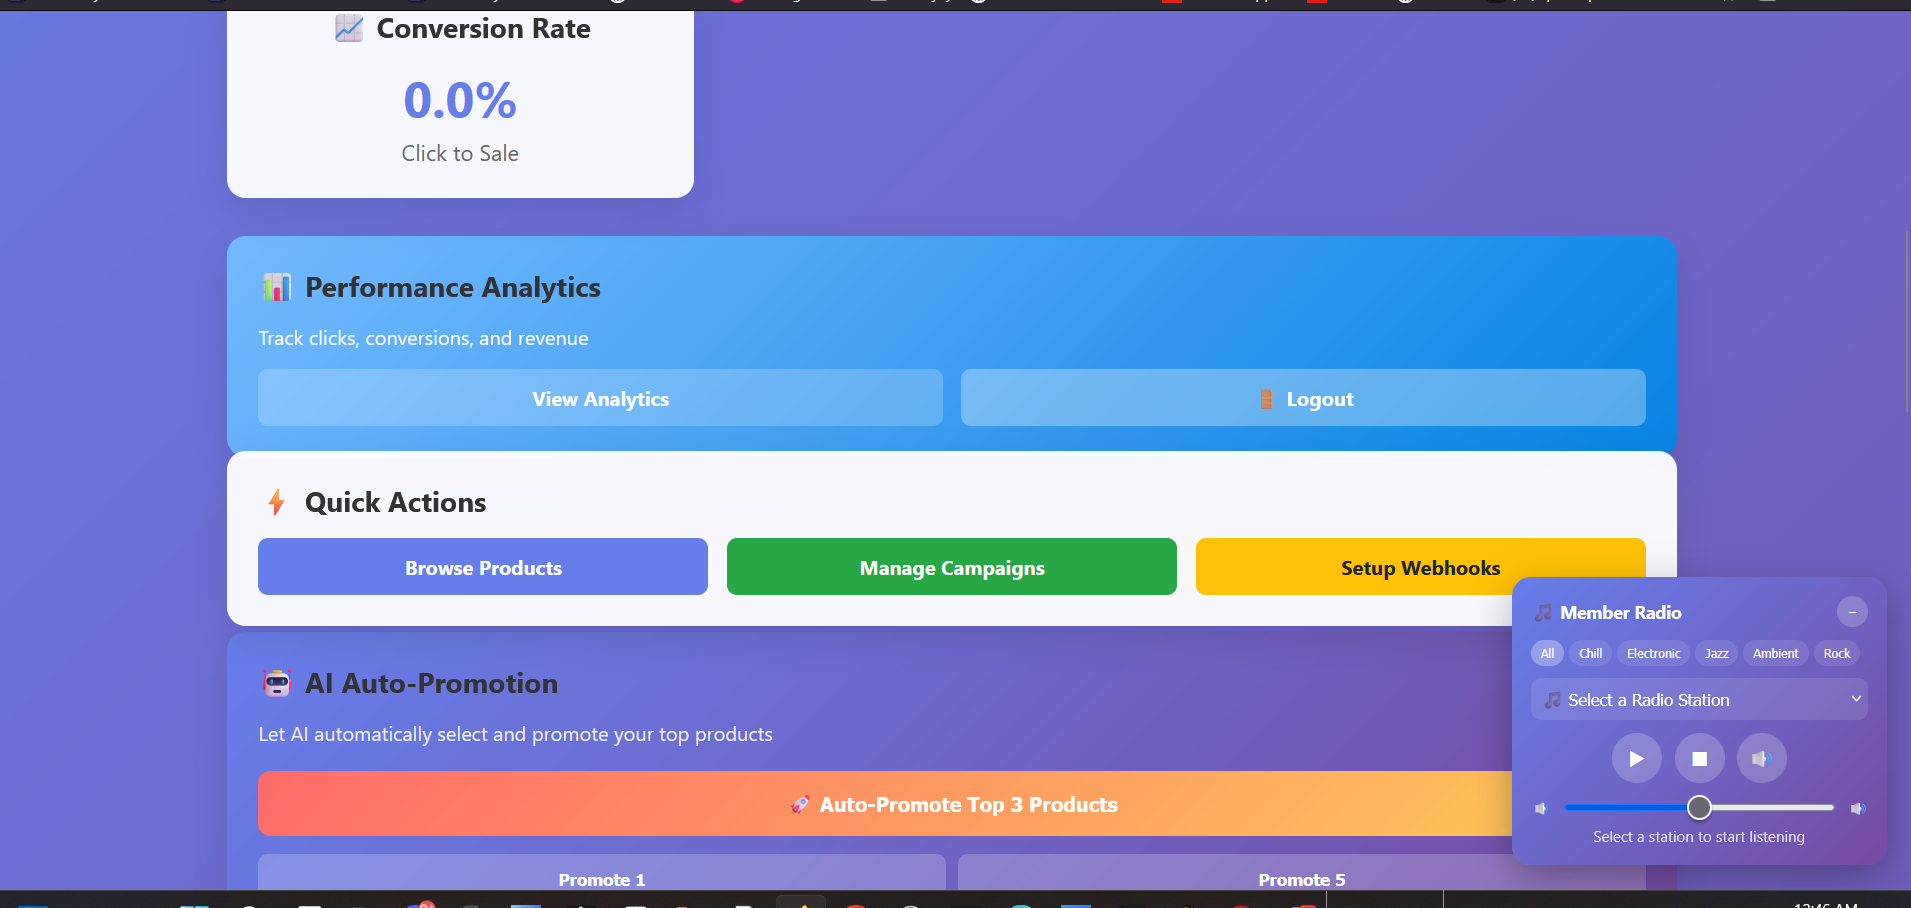 Conversion Rate
0.0%
Click to Sale
Performance Analytics
Track clicks, conversions, and revenue
View Analytics
Logout
Quick Actions
Browse Products
Manage Campaigns
Setup Webhooks
Member Radio
All
Chill
Electronic
Jazz
Ambient
Rock
Select a Radio Station
AI Auto-Promotion
Let AI automatically select and promote your top products
Auto-Promote Top 3 Products
Select a station to start listening
Promote 1
Promote 5